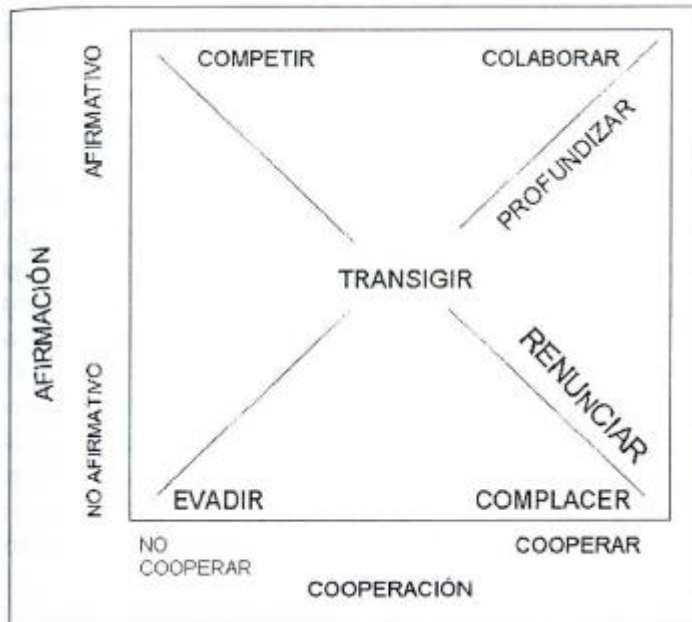 COMPETIR
COLABORAR
AFIRMATIVO
PROFUNDIZAR
AFIRMACIÓN
TRANSIGIR
RENUNCIAR
NO AFIRMATIVO
EVADIR
COMPLACER
NO
COOPERAR
COOPERAR
COOPERACIÓN